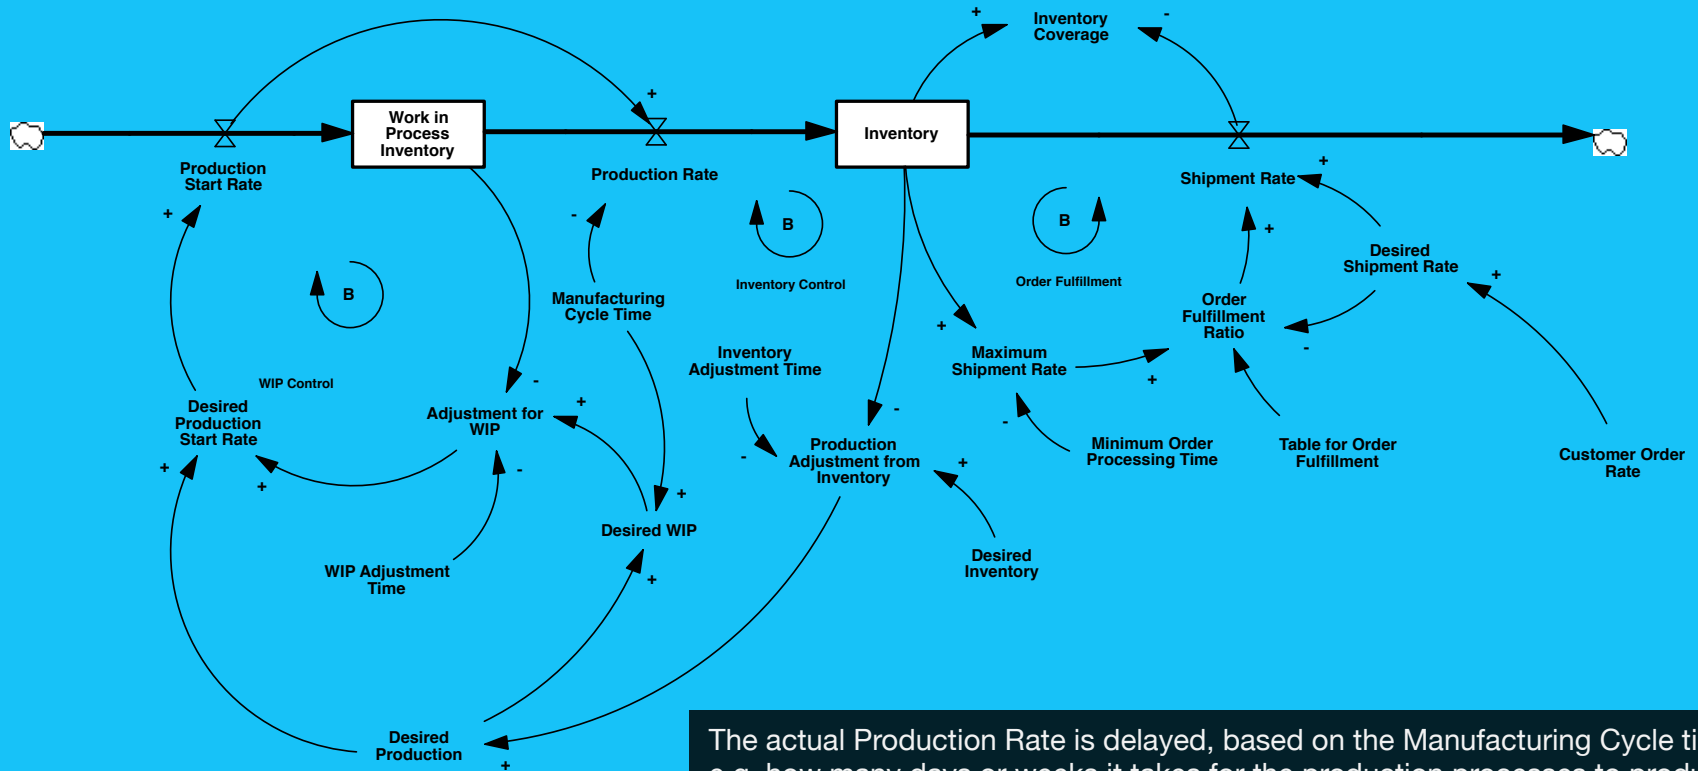 +
Inventory
Coverage
-
+
Work in
Process
Inventory
Inventory
Production
Start Rate
Production Rate
+
Shipment Rate
+
-
B
B
+
Desired
Shipment Rate
+
B
Inventory Control
Order Fulfillment
Manufacturing
Cycle Time
Order
Fulfillment
Ratio
+
-
Inventory
Adjustment Time
Maximum
Shipment Rate
+
WIP Control
-
+
-
Desired
Production
Start Rate
Adjustment for
WIP
-
Production
Adjustment from
Inventory
Minimum Order
Processing Time
Table for Order
Fulfillment
Customer Order
Rate
+
+
-
-
+
+
Desired WIP
WIP Adjustment
Time
+
Desired
Inventory
Desired
Production
+
The actual Production Rate is delayed, based on the Manufacturing Cycle